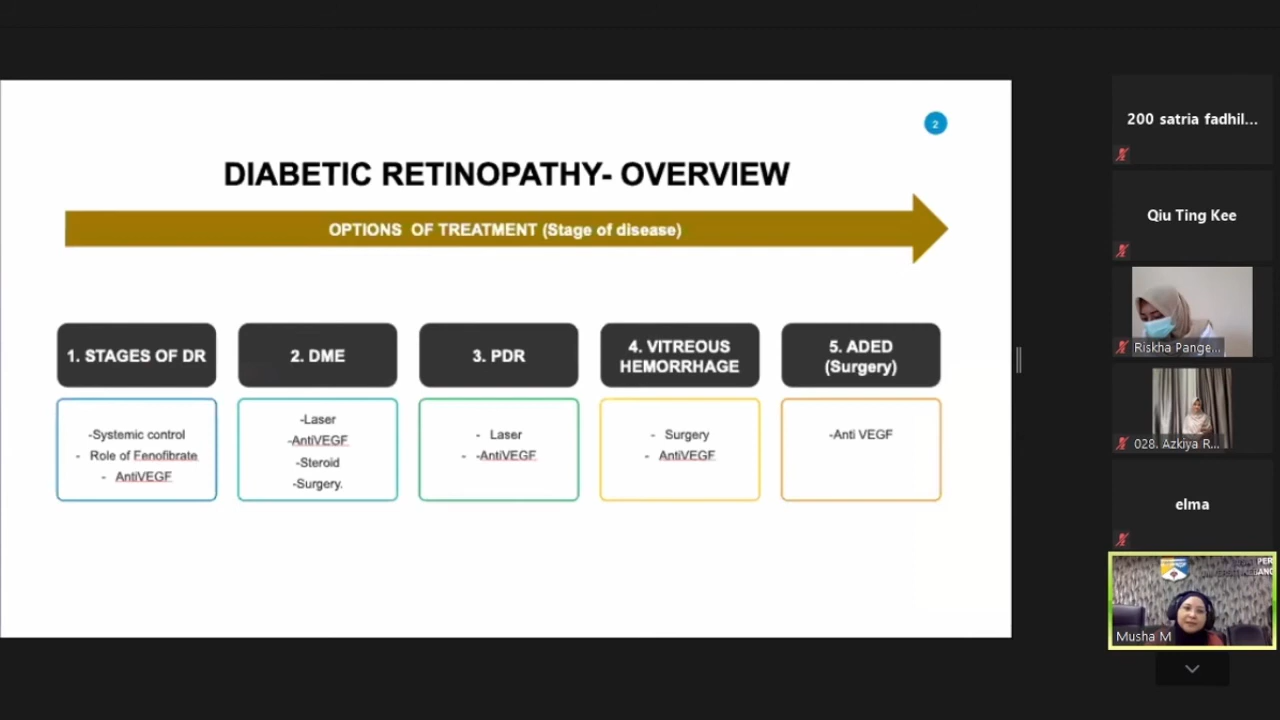 2
DIABETIC RETINOPATHY- OVERVIEW
OPTIONS OF TREATMENT (Stage of disease)
1. STAGES OF DR
-Systemic control
- Role of Fenofibrate
- AntiVEGF
2. DME
-Laser
-AntiVEGF
-Steroid
-Surgery.
3. PDR
- Laser
- -AntiVEGF
4. VITREOUS
HEMORRHAGE
- Surgery
- AntiVEGF
5. ADED
(Surgery)
-Anti VEGF
200 satria fadhil...
Qiu Ting Kee
Riskha Pange...
028. Azkiya R...
elma
PER
Musha M